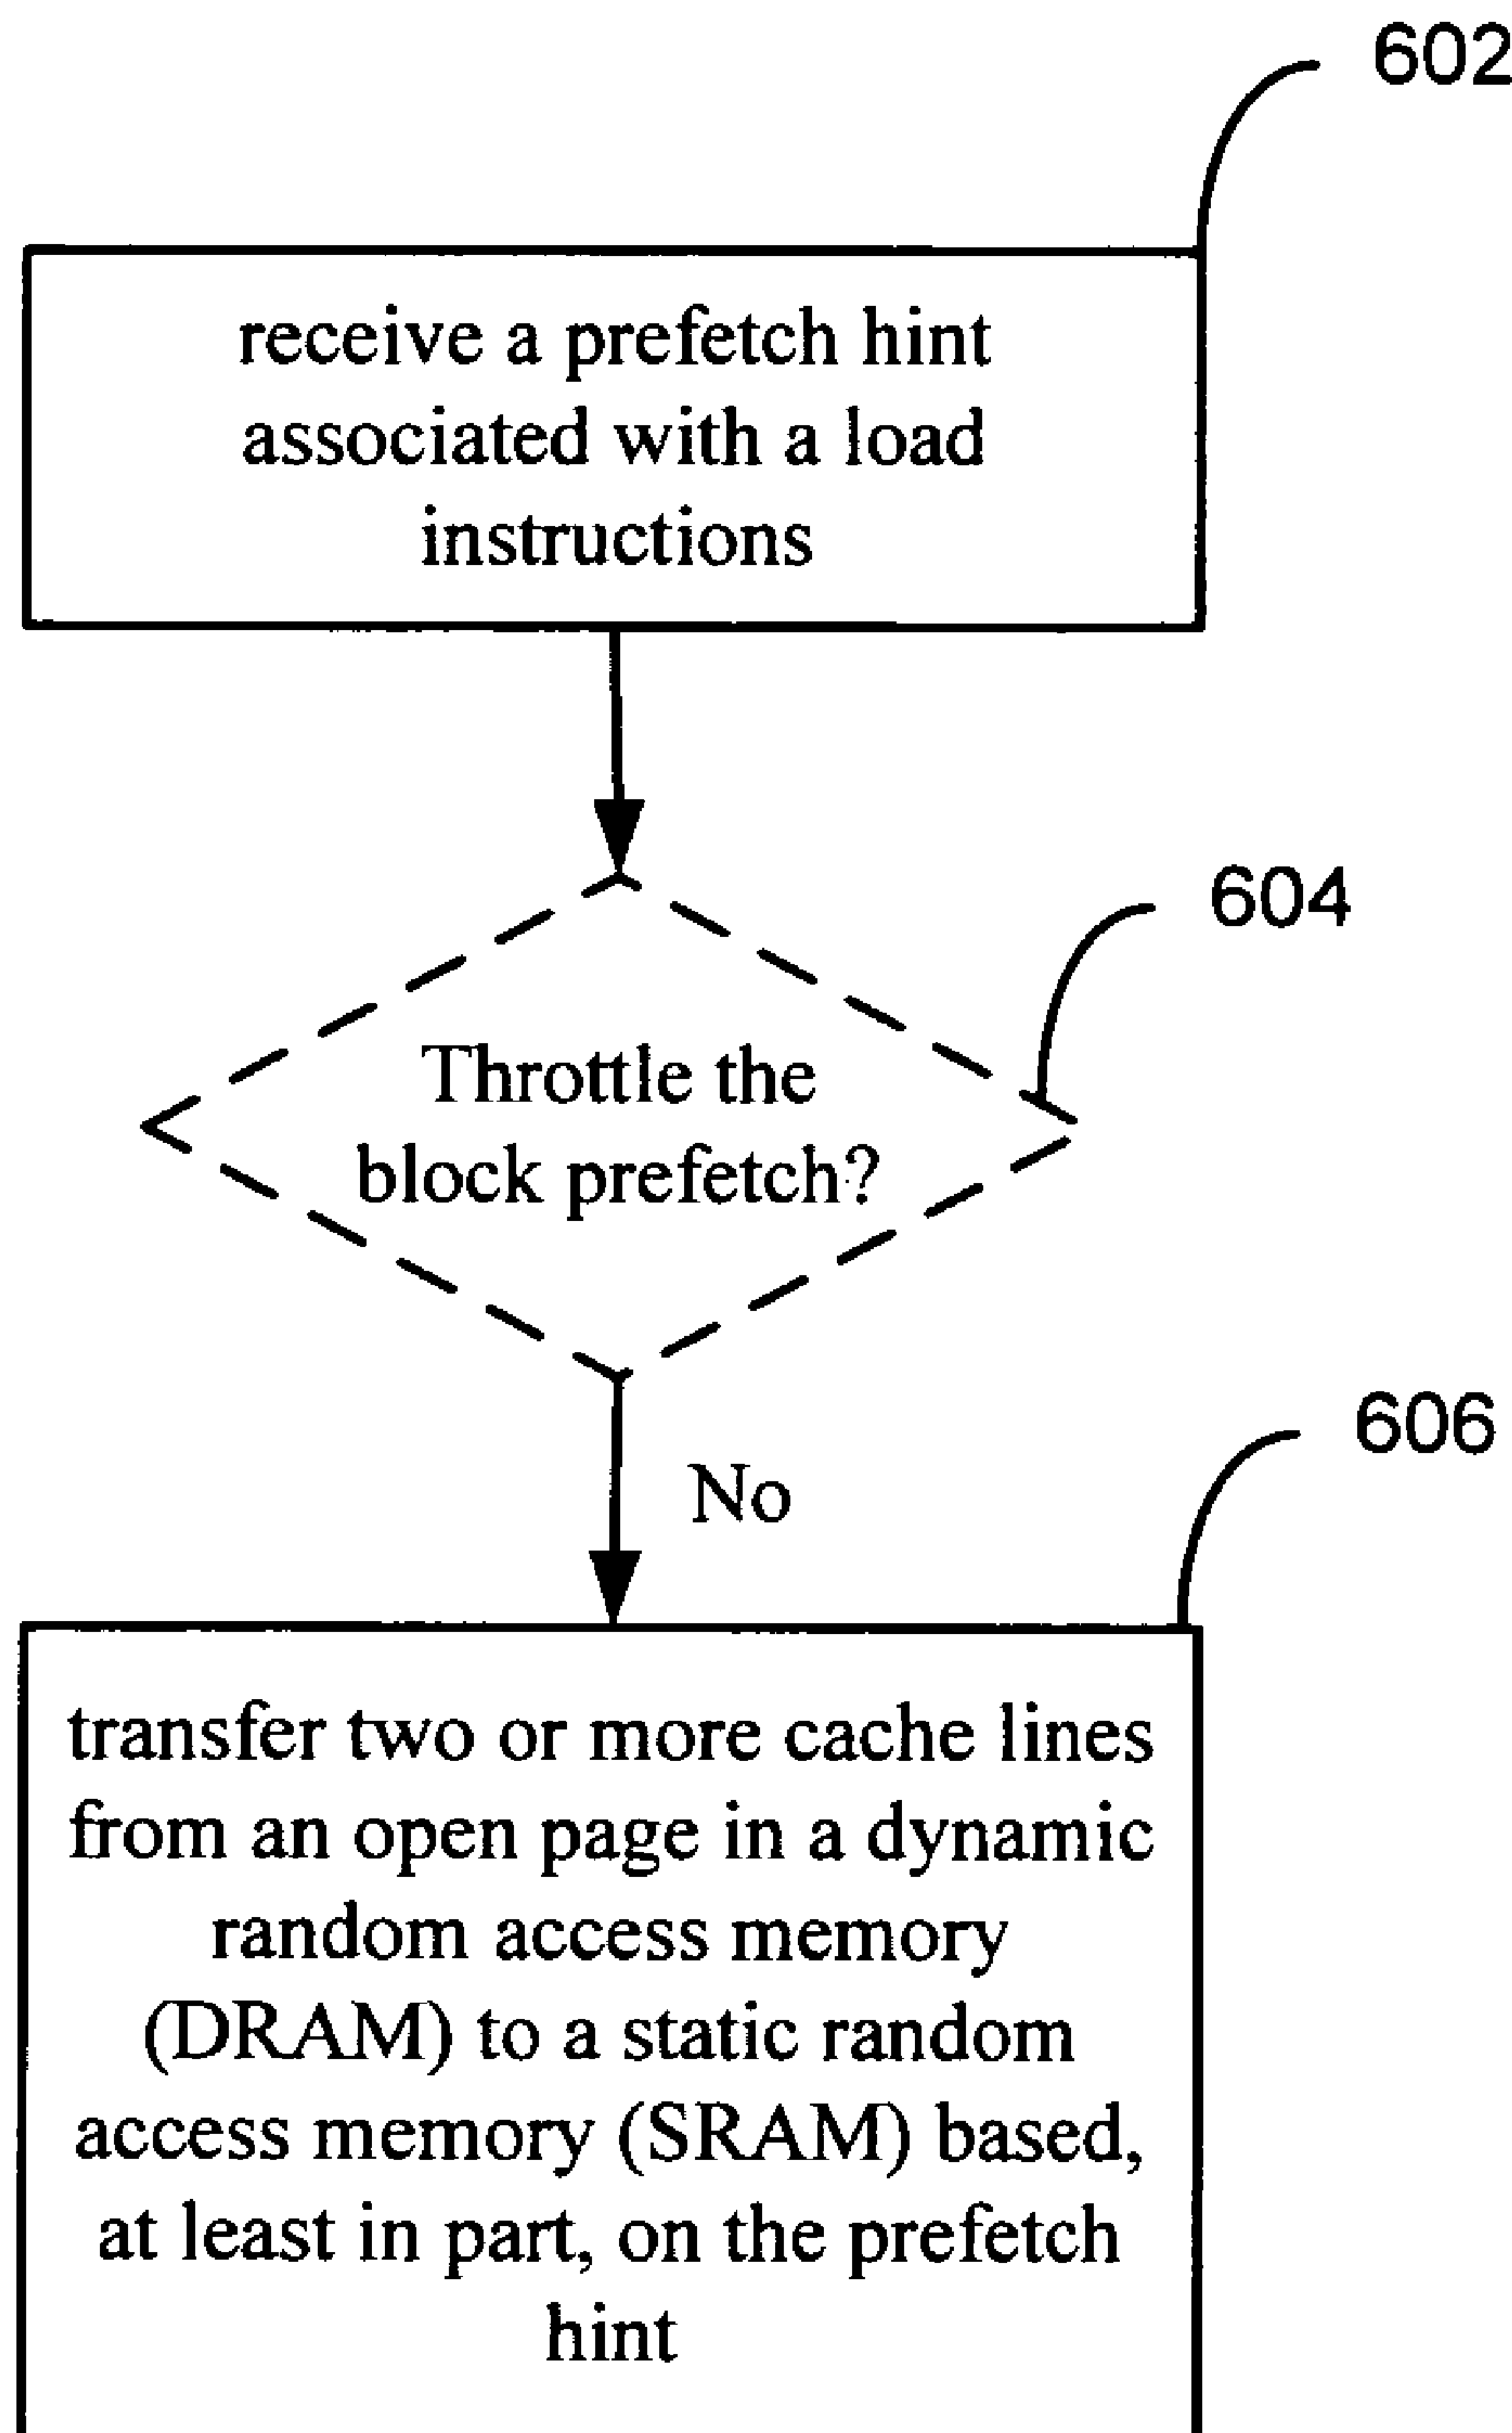 602
receive a prefetch hint
associated with a load
instructions
604
Throttle the
block prefetch?
No
606
transfer two or more cache lines
from an open page in a dynamic
random access memory
(DRAM) to a static random
access memory (SRAM) based,
at least in part, on the prefetch
hint